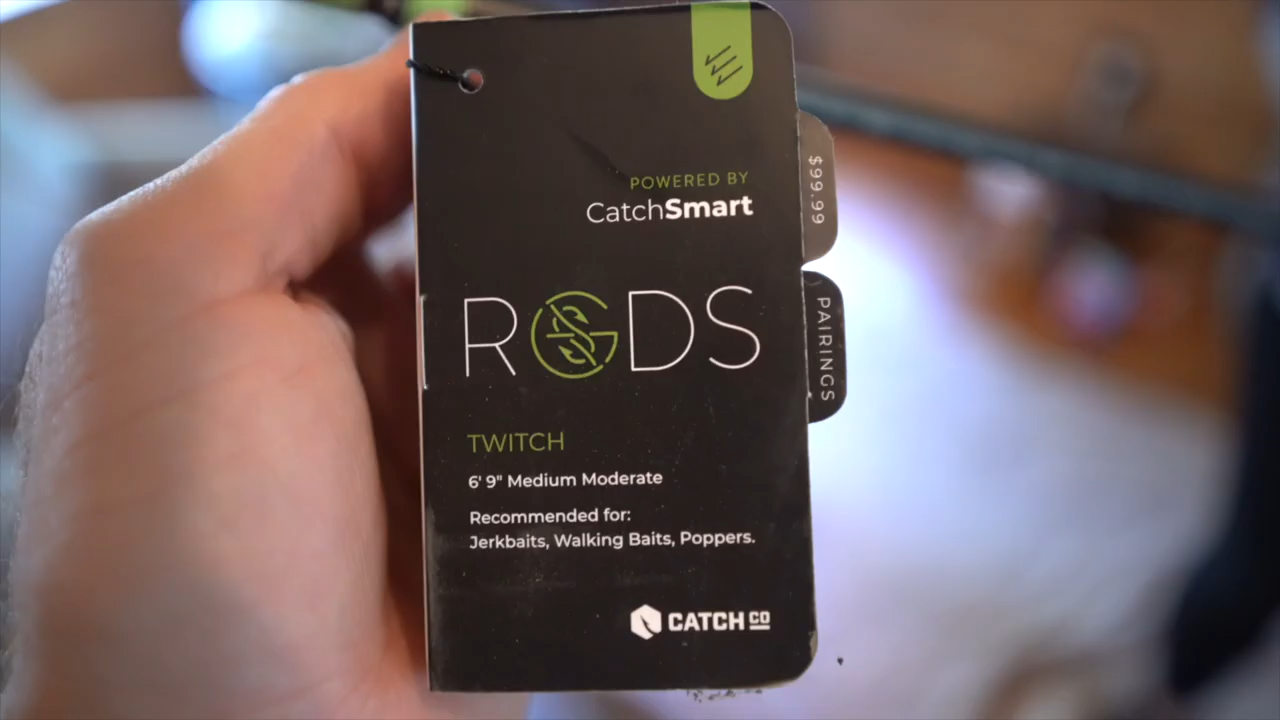 POWERED BY
CatchSmart
RODS
TWITCH
6' 9" Medium Moderate
Recommended for:
Jerkbaits, Walking Baits, Poppers.
CATCH CO
$99.99
PAIRINGS